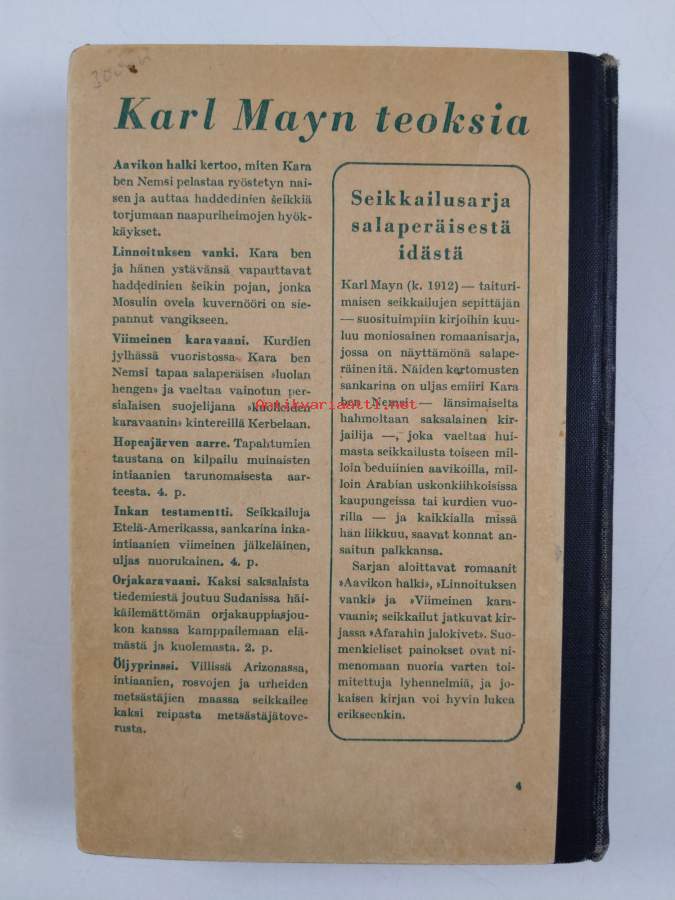 Karl Mayn teoksia
Aavikon halki kertoo, miten Kara
ben Nemsi pelastaa ryöstetyn nai-
sen ja auttaa haddedinien šeikkiä
torjumaan naapuriheimojen hyök-
käykset.
Linnoituksen vanki. Kara ben
ja hänen ystävänsä vapauttavat
haddedinien šeikin pojan, jonka
Mosulin ovela kuvernööri on sie-
pannut vangikseen.
Viimeinen karavaani. Kurdien
jylhässä vuoristossa Kara ben
Nemsi tapaa salaperäisen »luolan
hengen» ja vaeltaa vainotun per-
sialaisen suojelijana »kuolleiden
karavaanin» kintereillä Kerbelaan.
Hopeajärven aarre. Tapahtumien
taustana on kilpailu muinaisten
intiaanien tarunomaisesta aar-
teesta. 4. p.
Inkan testamentti. Seikkailuja
Etelä-Amerikassa, sankarina inka-
intiaanien viimeinen jälkeläinen,
uljas nuorukainen. 4. p.
Orjakaravaani. Kaksi saksalaista
tiedemiestä joutuu Sudanissa häi-
käilemättömän orjakauppiasjou-
kon kanssa kamppailemaan elä-
mästä ja kuolemasta. 2. p.
Öljyprinssi. Villissä Arizonassa,
intiaanien, rosvojen ja urheiden
metsästäjien maassa seikkailee
kaksi reipasta metsästäjätove-
rusta.
Seikkailusarja
salaperäisestä
idästä
Karl Mayn (k. 1912) — taituri-
maisen seikkailujen sepittäjän
— suosituimpiin kirjoihin kuu-
luu moniosainen romaanisarja,
jossa on näyttämönä salape-
räinen itä. Näiden kertomusten
sankarina on uljas emiiri Kara
ben Nemsi — länsimaiselta
hahmoltaan saksalainen kir-
jailija —, joka vaeltaa hui-
masta seikkailusta toiseen mil-
loin beduiinien aavikoilla, mil-
loin Arabian uskonkiihkoisissa
kaupungeissa tai kurdien vuo-
rilla — ja kaikkialla missä
hän liikkuu, saavat konnat an-
saitun palkkansa.
Sarjan aloittavat romaanit
»Aavikon halki», »Linnoituksen
vanki» ja »Viimeinen kara-
vaani»; seikkailut jatkuvat kir-
jassa »Afarahin jalokivet». Suo-
menkieliset painokset ovat ni-
menomaan nuoria varten toi-
mitettuja lyhennelmiä, ja jo-
kaisen kirjan voi hyvin lukea
erikseenkin.
4
Antikvariaatti.net